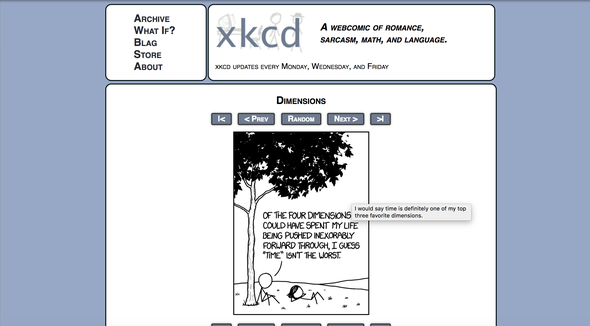 Archive
What If?
Blag
Store
About
xkcd
A webcomic of romance,
sarcasm, math, and language.
xkcd updates every Monday, Wednesday, and Friday
Dimensions
|<
< Prev
Random
Next >
>|
OF THE FOUR DIMENSIONS
COULD HAVE SPENT MY LIFE
BEING PUSHED INEXORABLY
FORWARD THROUGH, I GUESS
"TIME" ISN'T THE WORST.
I would say time is definitely one of my top
three favorite dimensions.